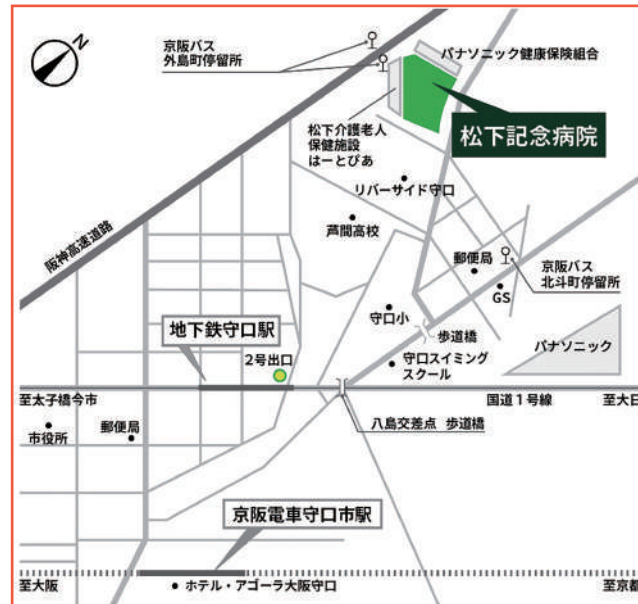 N
京阪バス
外島町停留所
パナソニック健康保険組合
松下記念病院
松下介護老人
保健施設
はーとぴあ
リバーサイド守口
芦間高校
阪神高速道路
郵便局
京阪バス
北斗町停留所
GS
守口小
歩道橋
地下鉄守口駅
2号出口
守口スイミング
スクール
パナソニック
至太子橋今市
国道1号線
至大日
市役所
郵便局
八島交差点 歩道橋
京阪電車守口市駅
至大阪
ホテル・アゴーラ大阪守口
至京都